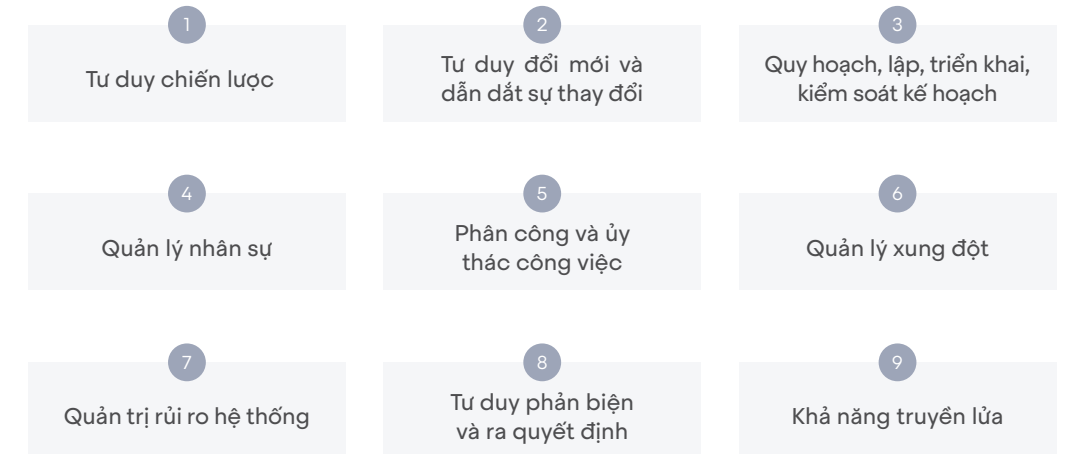 1
Tư duy chiến lược
2
Tư duy đổi mới và
dẫn dắt sự thay đổi
3
Quy hoạch, lập, triển khai,
kiểm soát kế hoạch
4
Quản lý nhân sự
5
Phân công và ủy
thác công việc
6
Quản lý xung đột
7
Quản trị rủi ro hệ thống
8
Tư duy phản biện
và ra quyết định
9
Khả năng truyền lửa